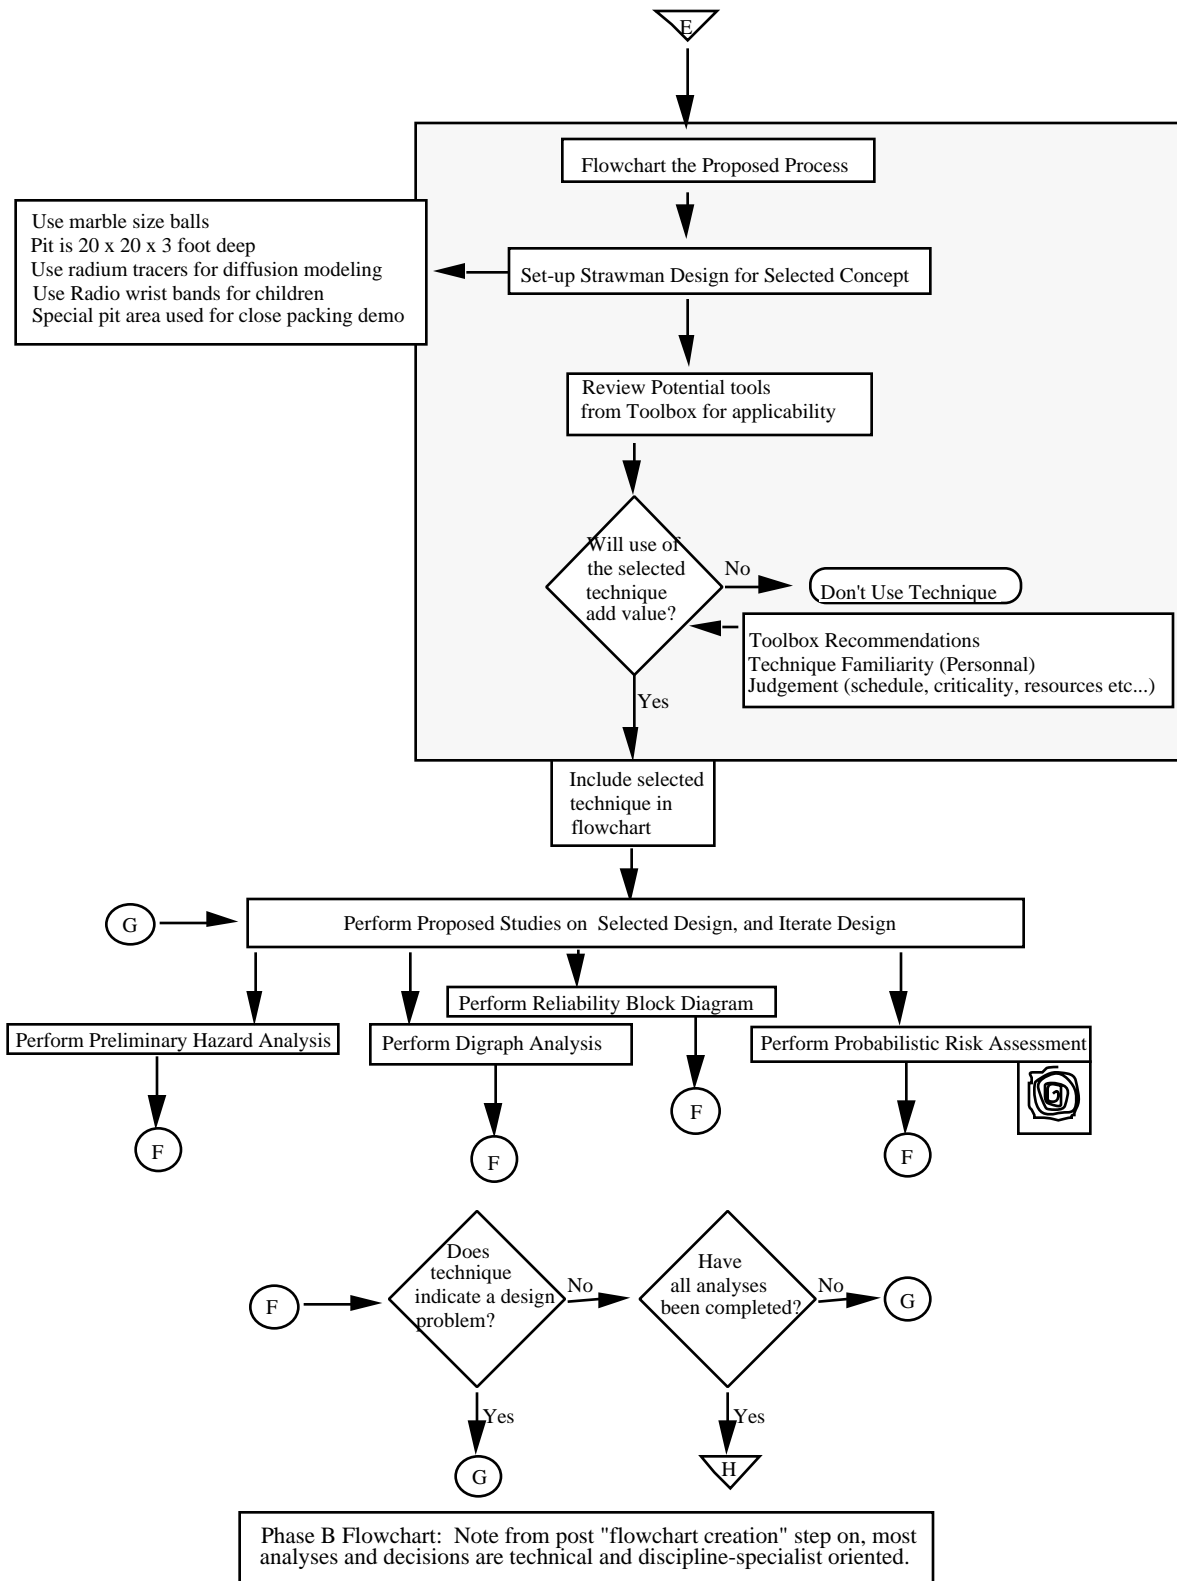 E
Flowchart the Proposed Process
Use marble size balls
Pit is 20 x 20 x 3 foot deep
Use radium tracers for diffusion modeling
Use Radio wrist bands for children
Special pit area used for close packing demo
Set-up Strawman Design for Selected Concept
Review Potential tools
from Toolbox for applicability
Will use of
the selected
technique
add value?
No
Don't Use Technique
Toolbox Recommendations
Technique Familiarity (Personnal)
Judgement (schedule, criticality, resources etc...)
Yes
Include selected
technique in
flowchart
G
Perform Proposed Studies on Selected Design, and Iterate Design
Perform Reliability Block Diagram
Perform Preliminary Hazard Analysis
Perform Digraph Analysis
Perform Probabilistic Risk Assessment
F
F
F
F
F
Does
technique
indicate a design
problem?
No
Have
all analyses
been completed?
No
G
Yes
Yes
G
H
Phase B Flowchart: Note from post "flowchart creation" step on, most
analyses and decisions are technical and discipline-specialist oriented.